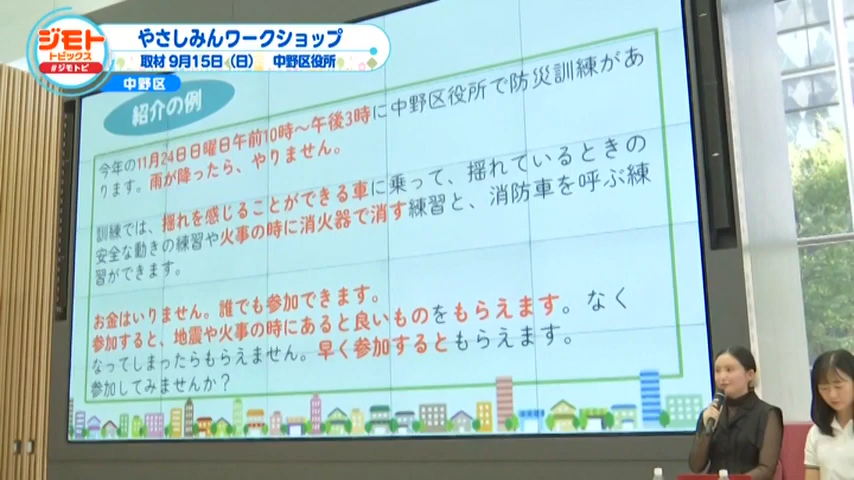 ジモト
トピックス
#ジモトピ
やさしみんワークショップ
取材 9月15日（日）　中野区役所
中野区
紹介の例
今年の11月24日日曜日午前10時～午後3時に中野区役所で防災訓練があ
ります。雨が降ったら、やりません。
訓練では、揺れを感じることができる車に乗って、揺れているときの
安全な動きの練習や火事の時に消火器で消す練習と、消防車を呼ぶ練
習ができます。
お金はいりません。誰でも参加できます。
参加すると、地震や火事の時にあると良いものをもらえます。なく
なってしまったらもらえません。早く参加するともらえます。
参加してみませんか？